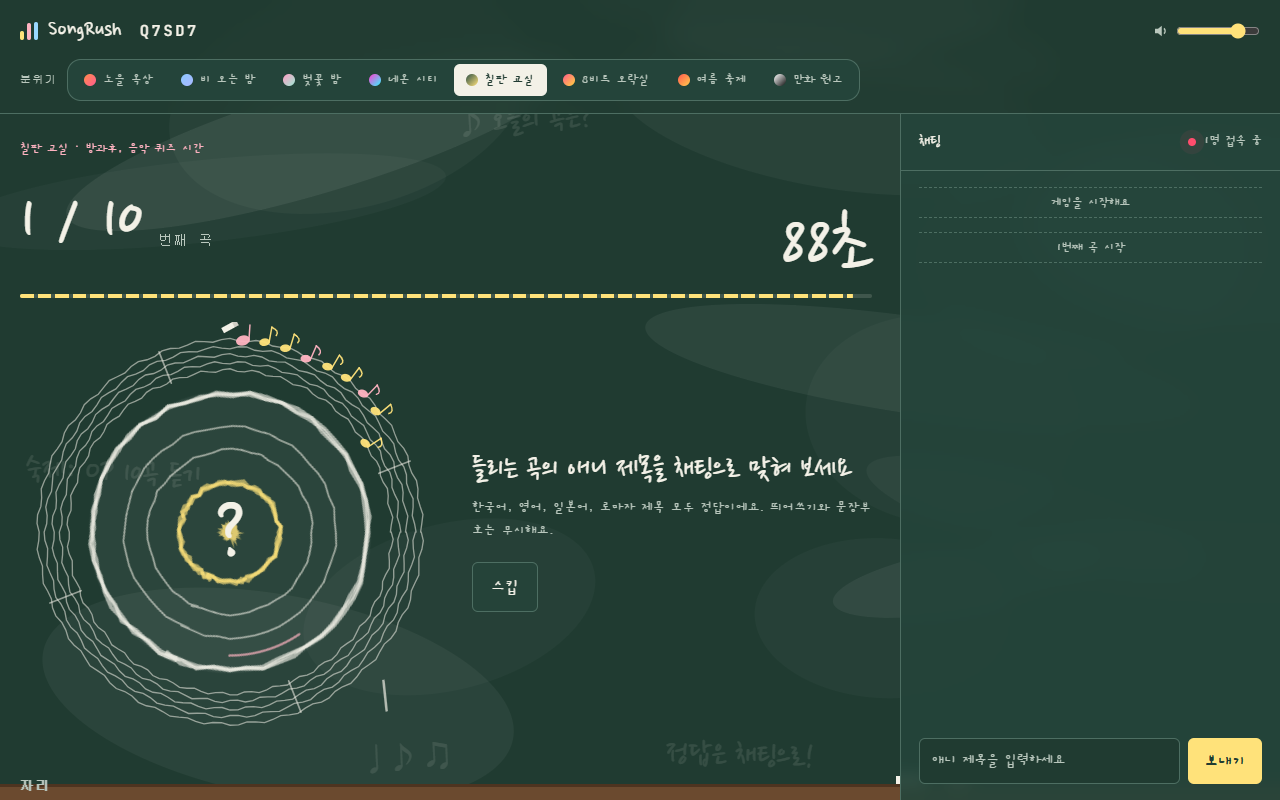 SongRush Q7SD7
분위기 노을 옥상 비 오는 밤 벚꽃 밤 네온 시티 칠판 교실 8비트 오락실 여름 축제 만화 원고
♪ 오늘의 곡은?
칠판 교실 · 방과후, 음악 퀴즈 시간
채팅
1명 접속 중
1 / 10 번째 곡
88초
게임을 시작해요
1번째 곡 시작
?
들리는 곡의 애니 제목을 채팅으로 맞혀 보세요
한국어, 영어, 일본어, 로마자 제목 모두 정답이에요. 띄어쓰기와 문장부
호는 무시해요.
스킵
정답은 채팅으로!
자리
애니 제목을 입력하세요
보내기